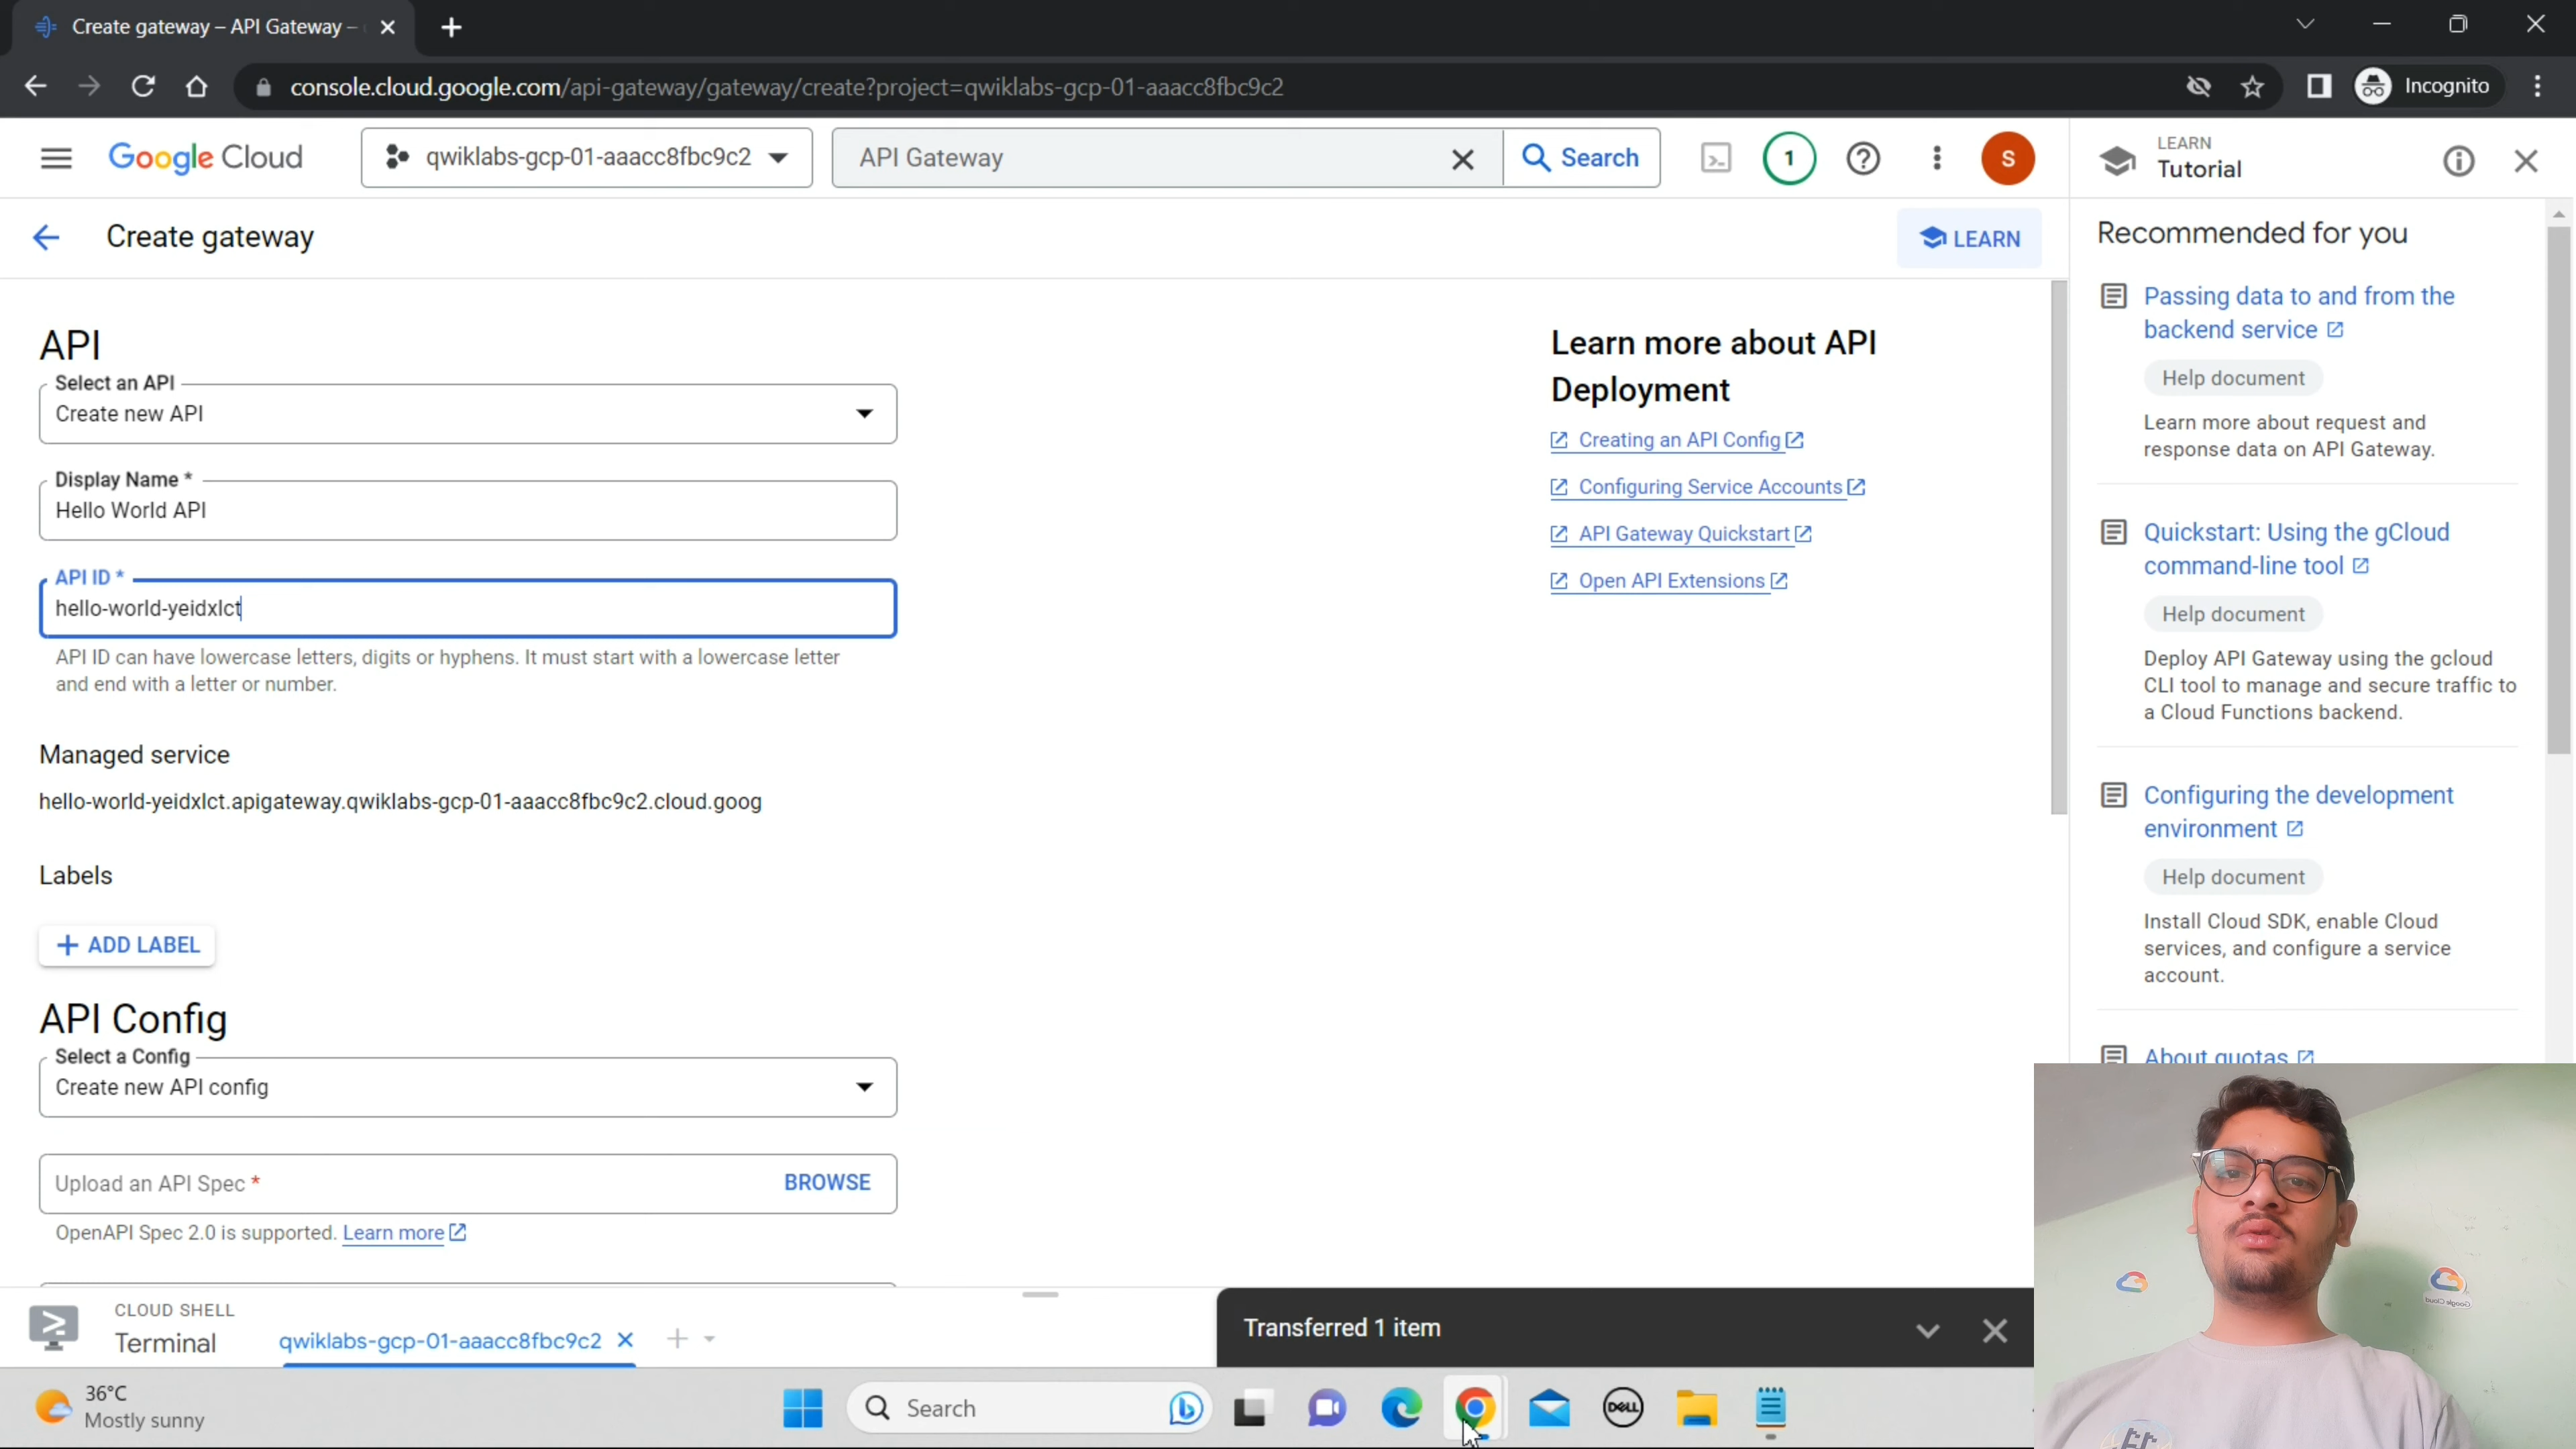 Create gateway – API Gateway –
console.cloud.google.com/api-gateway/gateway/create?project=qwiklabs-gcp-01-aaacc8fbc9c2
Incognito
Google Cloud
qwiklabs-gcp-01-aaacc8fbc9c2
API Gateway
Search
1
S
LEARN
Tutorial
Create gateway
LEARN
API
Select an API
Create new API
Display Name *
Hello World API
API ID *
hello-world-yeidxlct
API ID can have lowercase letters, digits or hyphens. It must start with a lowercase letter
and end with a letter or number.
Managed service
hello-world-yeidxlct.apigateway.qwiklabs-gcp-01-aaacc8fbc9c2.cloud.goog
Labels
+ ADD LABEL
API Config
Select a Config
Create new API config
Upload an API Spec *
BROWSE
OpenAPI Spec 2.0 is supported. Learn more
Learn more about API
Deployment
Creating an API Config
Configuring Service Accounts
API Gateway Quickstart
Open API Extensions
Recommended for you
Passing data to and from the
backend service
Help document
Learn more about request and
response data on API Gateway.
Quickstart: Using the gCloud
command-line tool
Help document
Deploy API Gateway using the gcloud
CLI tool to manage and secure traffic to
a Cloud Functions backend.
Configuring the development
environment
Help document
Install Cloud SDK, enable Cloud
services, and configure a service
account.
About quotas
CLOUD SHELL
Terminal
qwiklabs-gcp-01-aaacc8fbc9c2
Transferred 1 item
36°C
Mostly sunny
Search
DELL